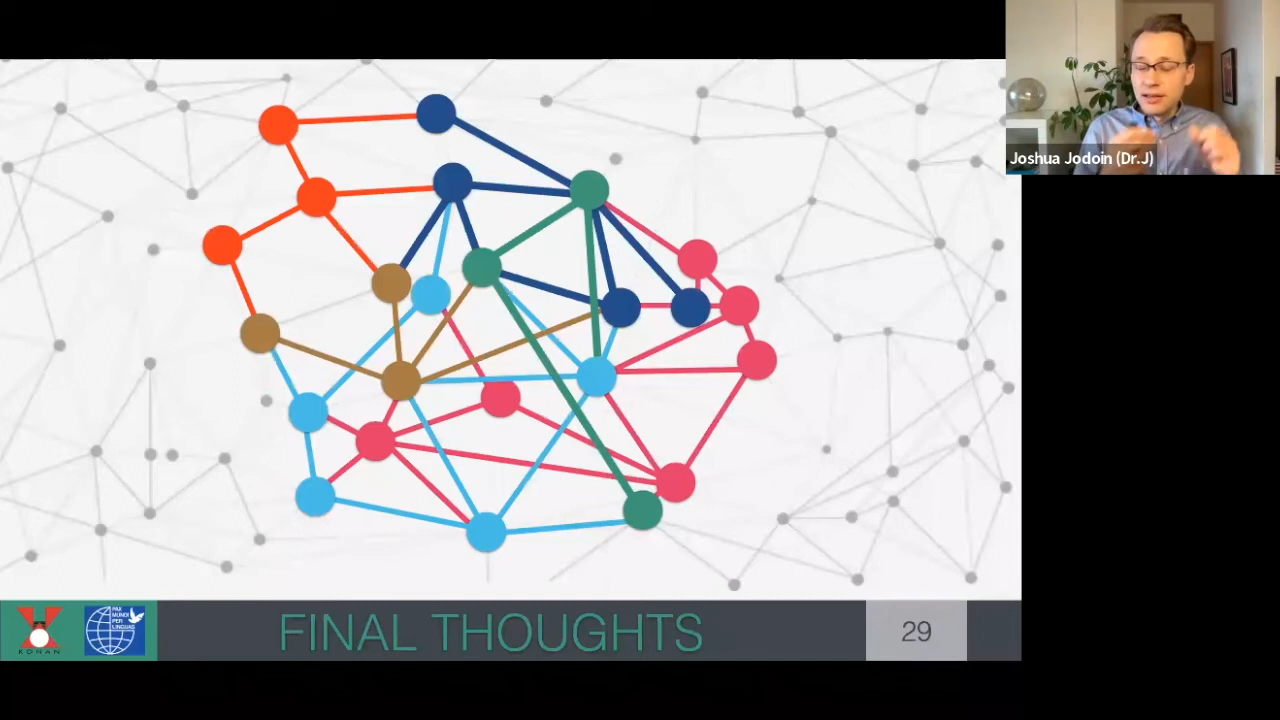 Joshua Jodoin (Dr.J)
KONAN
PAX
MUNDI
PER
LINGUAS
FINAL THOUGHTS
29